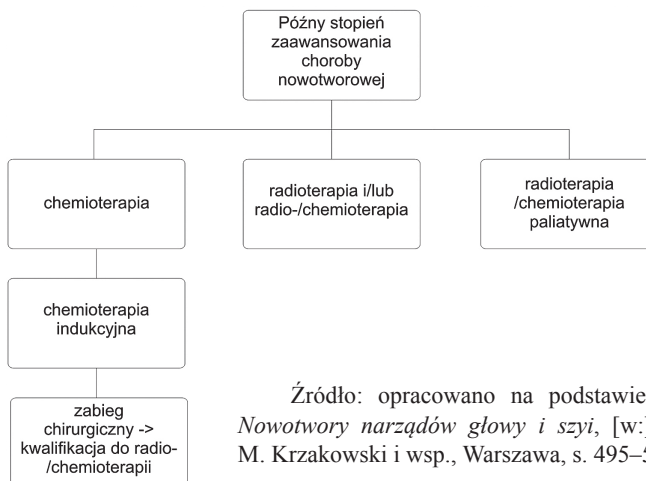 Późny stopień
zaawansowania
choroby
nowotworowej
chemioterapia
radioterapia i/lub
radio-/chemioterapia
radioterapia
/chemioterapia
paliatywna
chemioterapia
indukcyjna
zabieg
chirurgiczny ->
kwalifikacja do radio-
/chemioterapii
Źródło: opracowano na podstawie
Nowotwory narządów głowy i szyi, [w:]
M. Krzakowski i wsp., Warszawa, s. 495–5